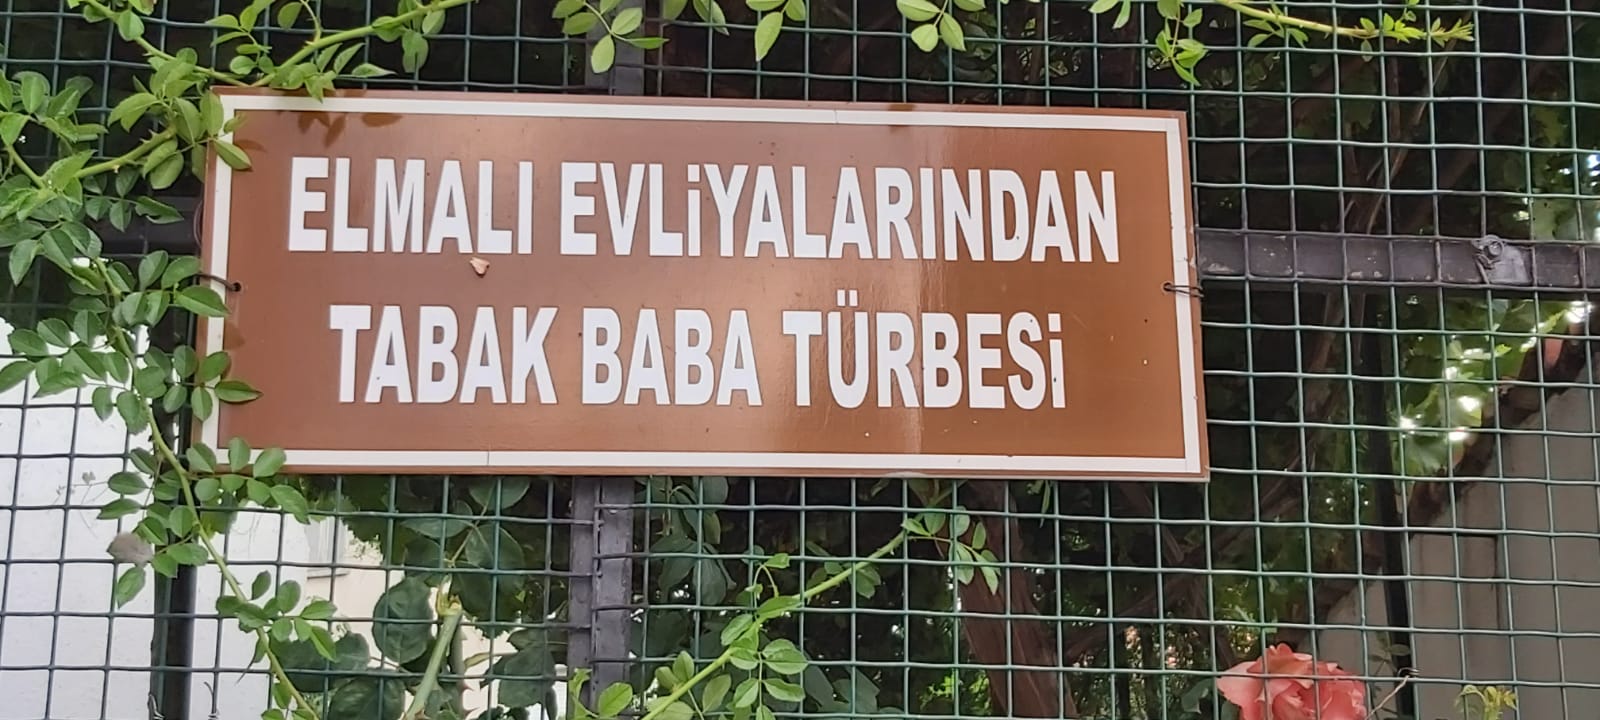 ELMALI EVLİYALARINDAN
TABAK BABA TÜRBESİ